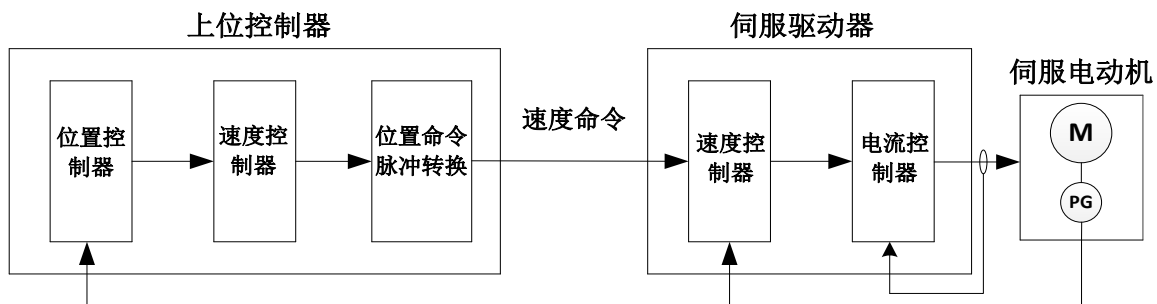 上位控制器
伺服驱动器
伺服电动机
位置控
制器
速度控
制器
位置命令
脉冲转换
速度命令
速度控
制器
电流控
制器
M
PG